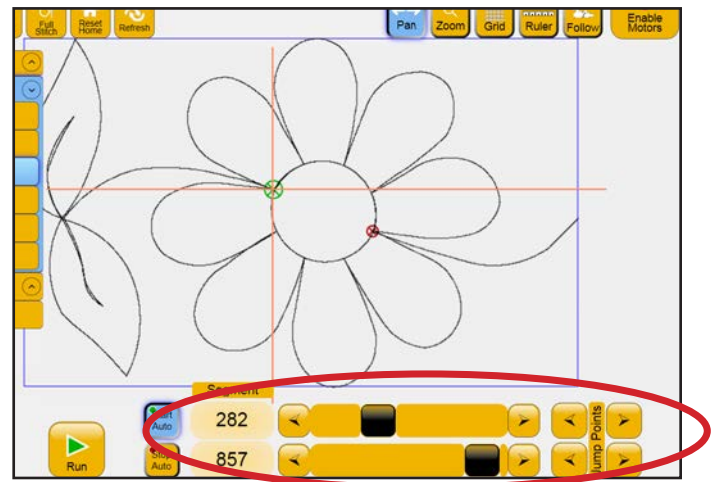 Full
Stitch
Reset
Home
Refresh
Pan
Zoom
Grid
Ruler
Follow
Enable
Motors
Segment
Start
Auto
282
Jump Points
Stop
Auto
857
Run